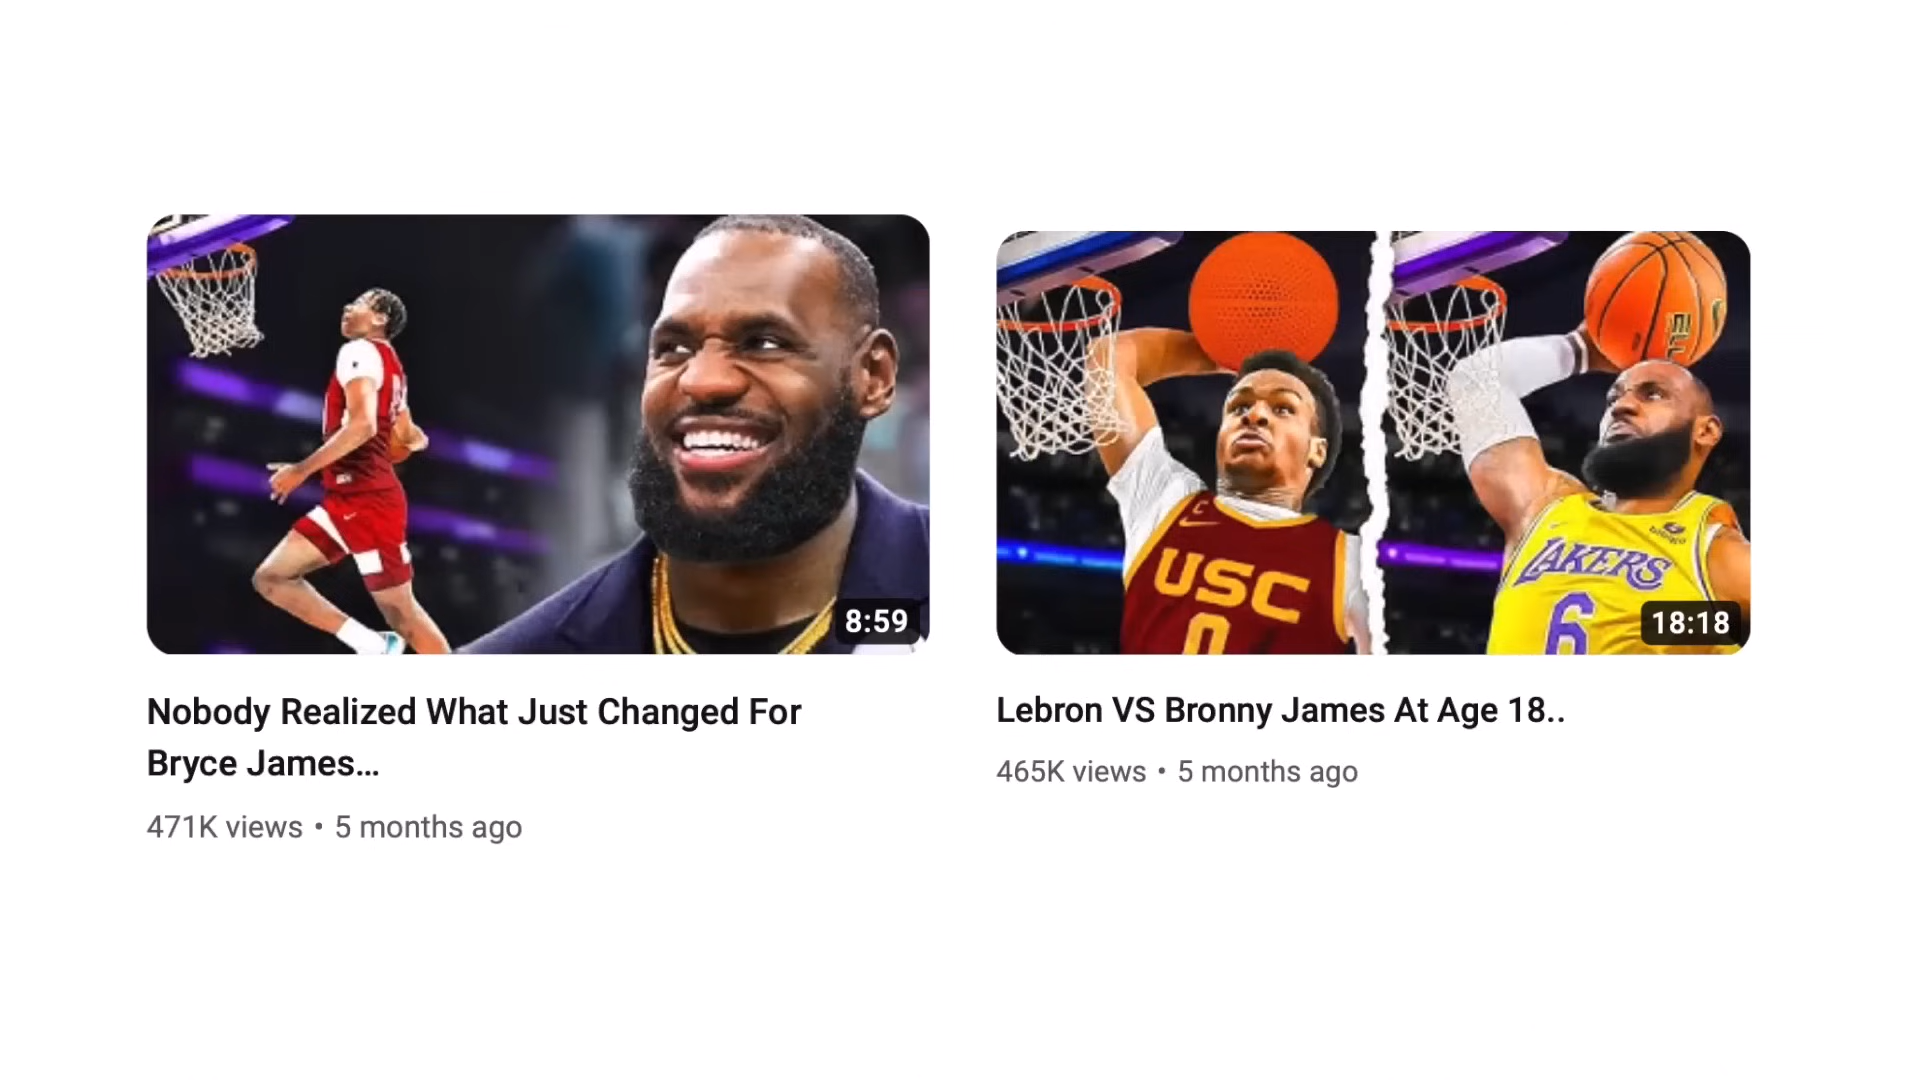 8:59
Nobody Realized What Just Changed For
Bryce James...
471K views • 5 months ago
USC
0
LAKERS
6
18:18
Lebron VS Bronny James At Age 18..
465K views • 5 months ago